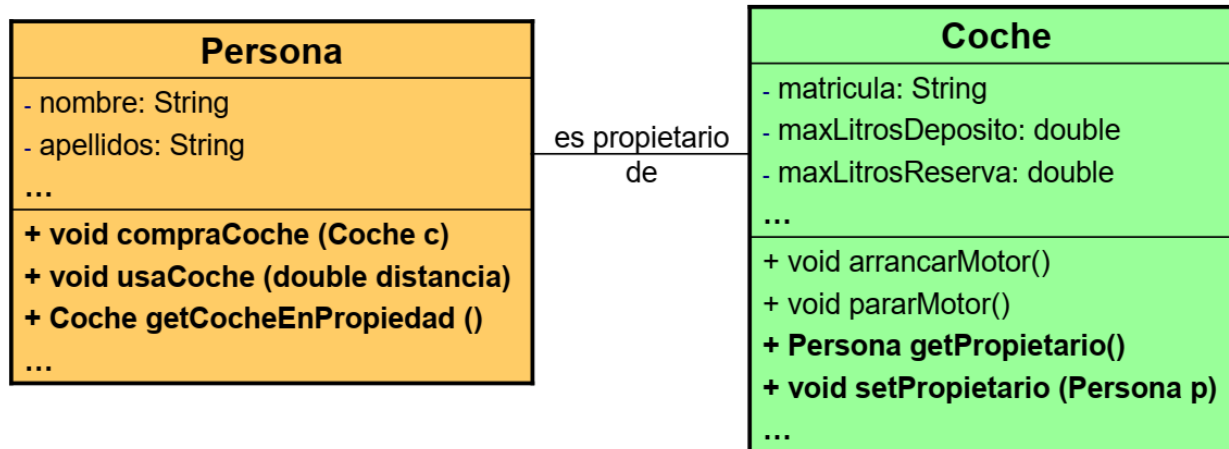 Persona
- nombre: String
- apellidos: String
...
+ void compraCoche (Coche c)
+ void usaCoche (double distancia)
+ Coche getCocheEnPropiedad ()
...
es propietario
de
Coche
- matricula: String
- maxLitrosDeposito: double
- maxLitrosReserva: double
...
+ void arrancarMotor()
+ void pararMotor()
+ Persona getPropietario()
+ void setPropietario (Persona p)
...